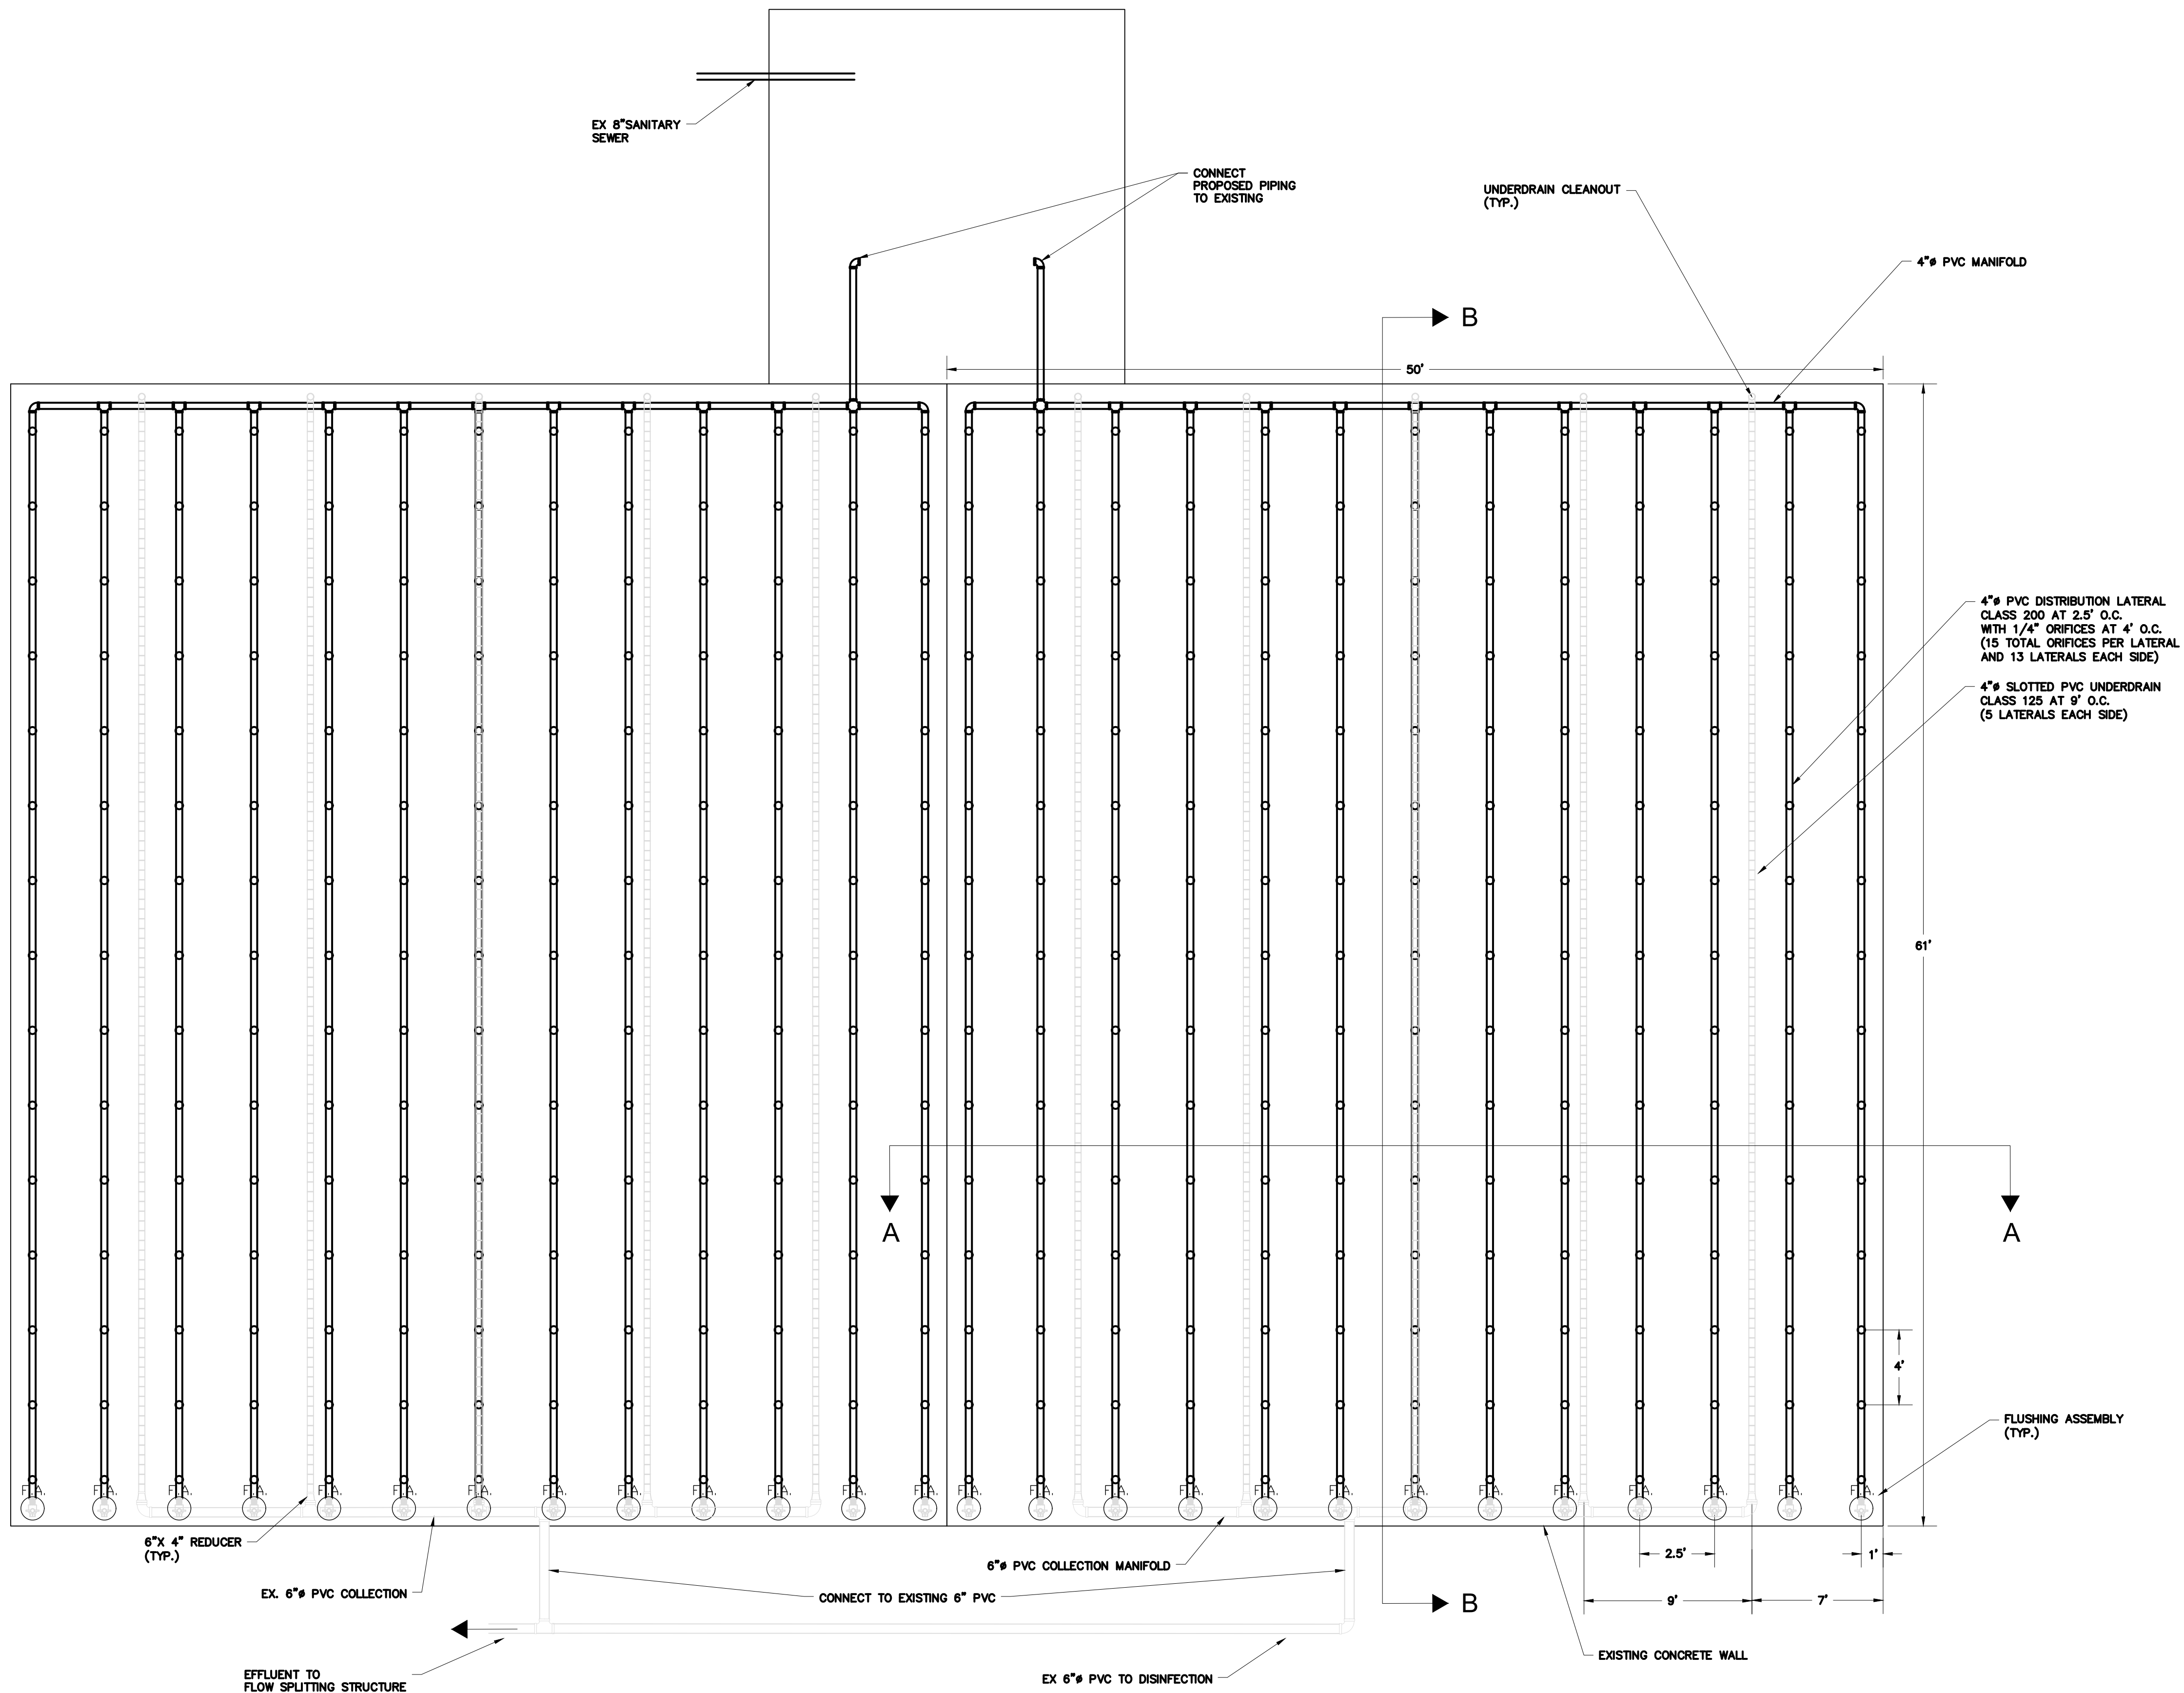 EX 8"SANITARY
SEWER
CONNECT
PROPOSED PIPING
TO EXISTING
UNDERDRAIN CLEANOUT
(TYP.)
4"ø PVC MANIFOLD
B
50'
4"ø PVC DISTRIBUTION LATERAL
CLASS 200 AT 2.5' O.C.
WITH 1/4" ORIFICES AT 4' O.C.
(15 TOTAL ORIFICES PER LATERAL
AND 13 LATERALS EACH SIDE)
4"ø SLOTTED PVC UNDERDRAIN
CLASS 125 AT 9' O.C.
(5 LATERALS EACH SIDE)
61'
A
A
4'
FLUSHING ASSEMBLY
(TYP.)
F.A. F.A. F.A. F.A. F.A. F.A. F.A. F.A. F.A. F.A. F.A. F.A. F.A. F.A. F.A. F.A. F.A. F.A. F.A. F.A. F.A. F.A. F.A. F.A. F.A. F.A.
6"X 4" REDUCER
(TYP.)
2.5'
1'
6"ø PVC COLLECTION MANIFOLD
EX. 6"ø PVC COLLECTION
CONNECT TO EXISTING 6" PVC
B
9'
7'
EXISTING CONCRETE WALL
EFFLUENT TO
FLOW SPLITTING STRUCTURE
EX 6"ø PVC TO DISINFECTION